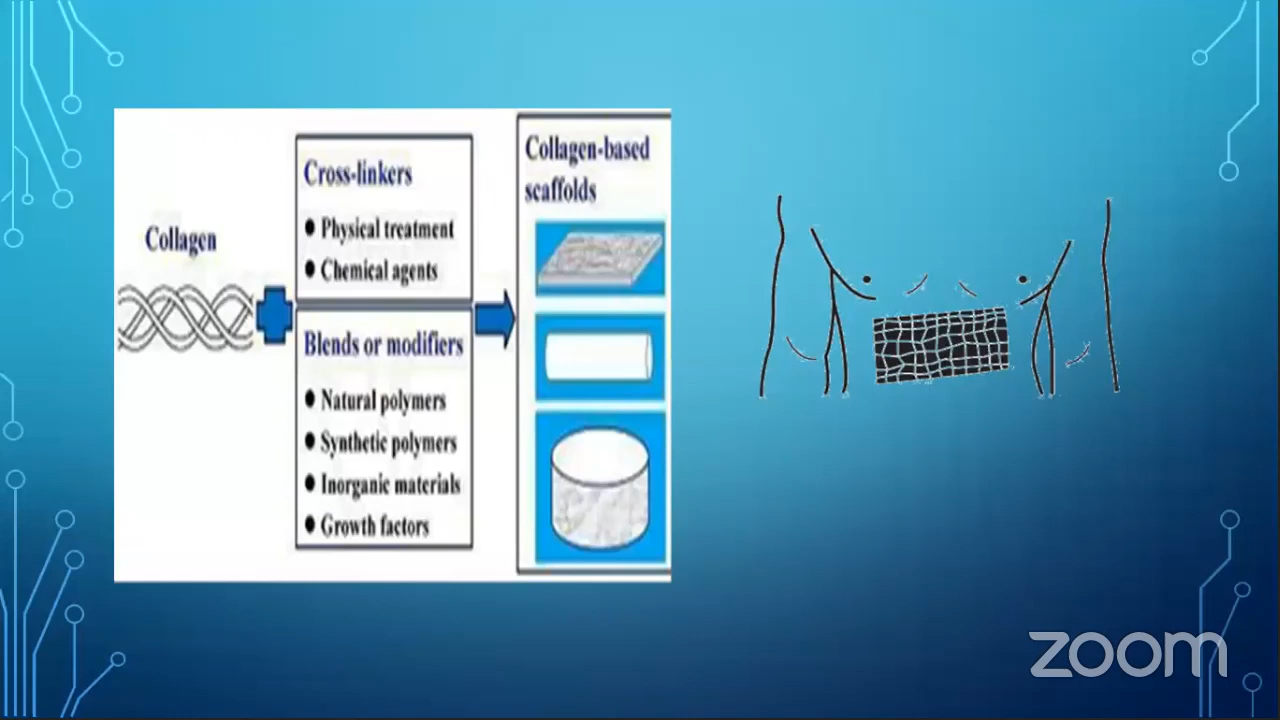 Collagen
Cross-linkers
● Physical treatment
● Chemical agents
Blends or modifiers
● Natural polymers
● Synthetic polymers
● Inorganic materials
● Growth factors
Collagen-based
scaffolds
zoom